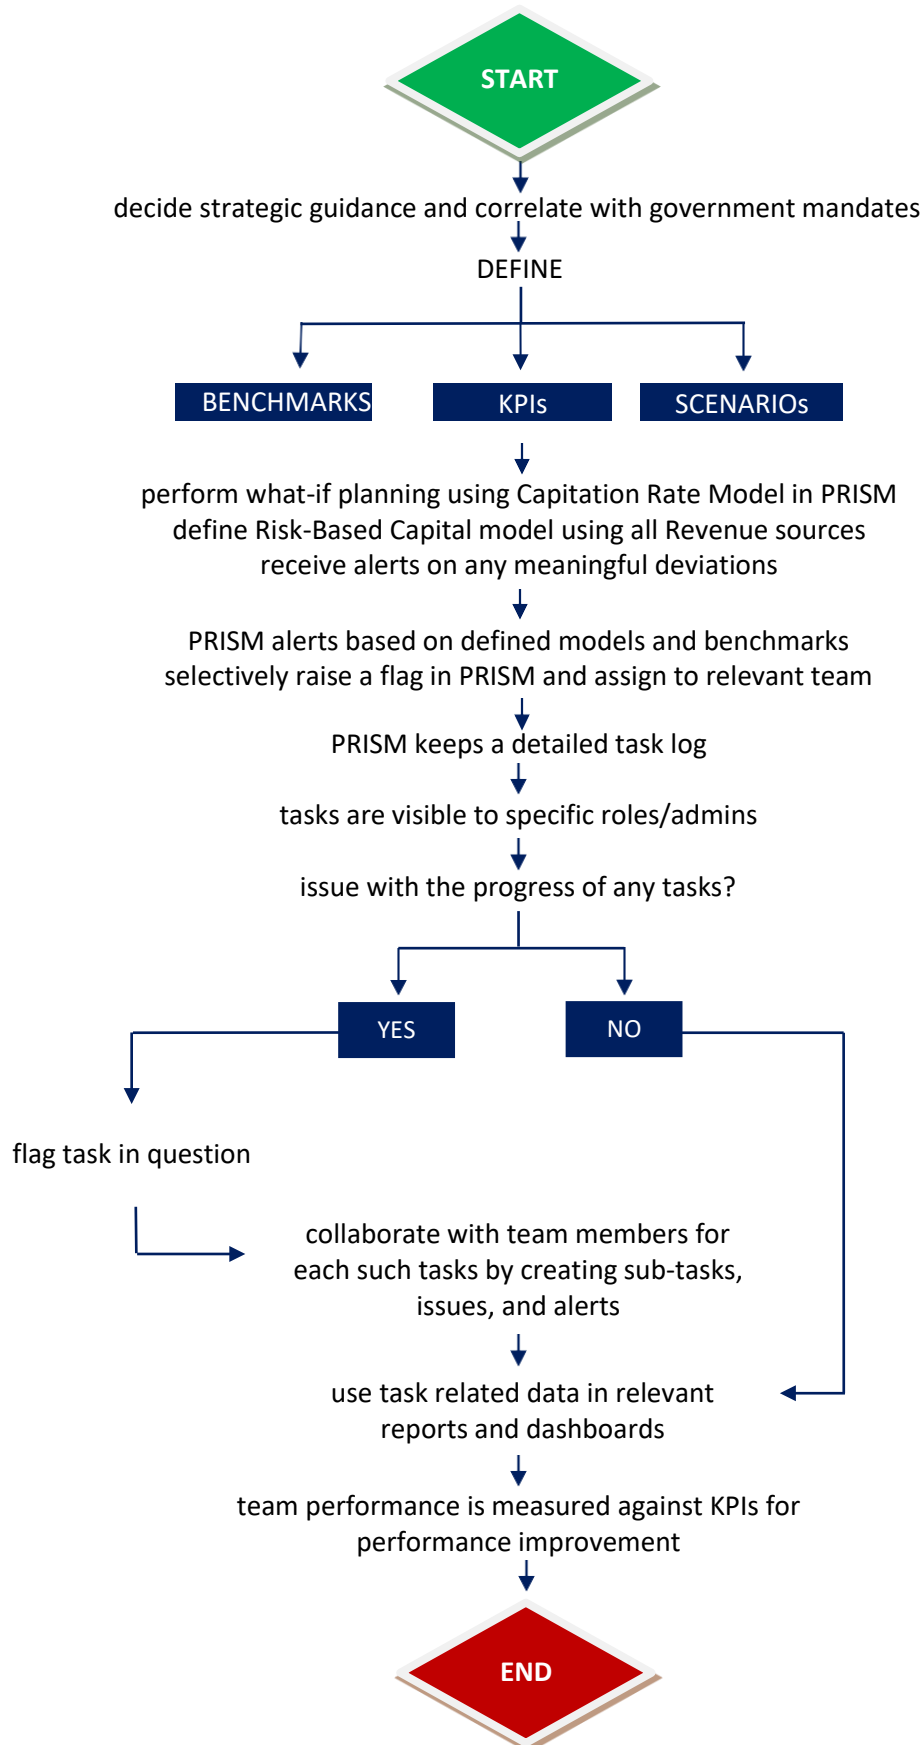 START
decide strategic guidance and correlate with government mandates
DEFINE
BENCHMARKS
KPIs
SCENARIOs
perform what-if planning using Capitation Rate Model in PRISM
define Risk-Based Capital model using all Revenue sources
receive alerts on any meaningful deviations
PRISM alerts based on defined models and benchmarks
selectively raise a flag in PRISM and assign to relevant team
PRISM keeps a detailed task log
tasks are visible to specific roles/admins
issue with the progress of any tasks?
YES
NO
flag task in question
collaborate with team members for
each such tasks by creating sub-tasks,
issues, and alerts
use task related data in relevant
reports and dashboards
team performance is measured against KPIs for
performance improvement
END